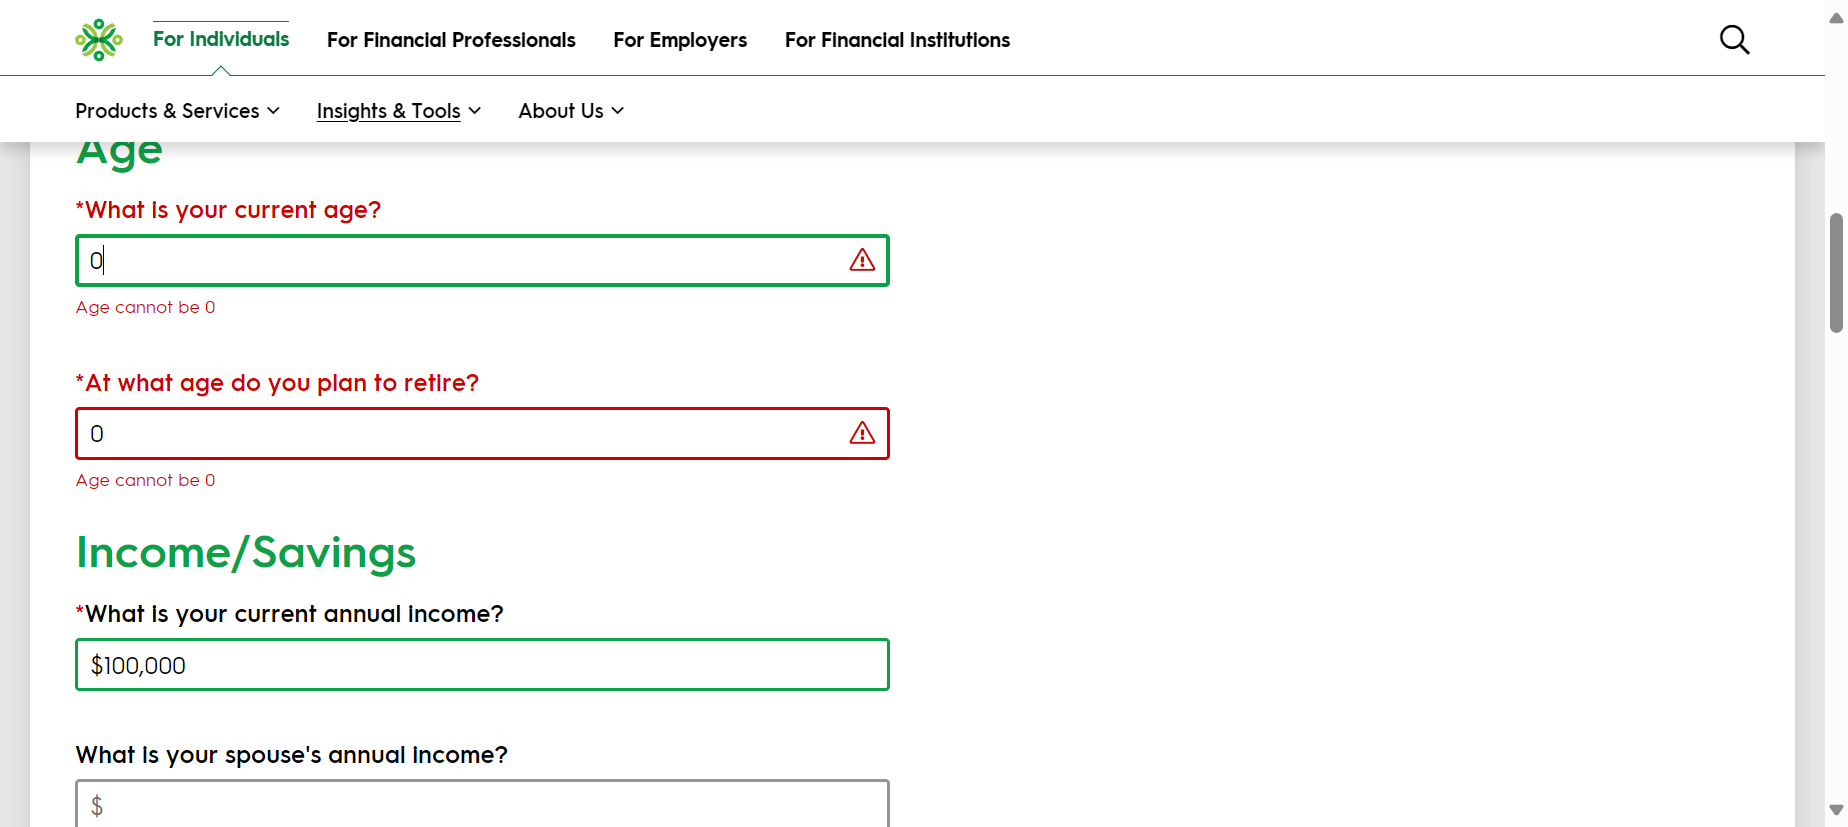 For Individuals
For Financial Professionals
For Employers
For Financial Institutions
Products & Services
Insights & Tools
About Us
Age
*What is your current age?
0
Age cannot be 0
*At what age do you plan to retire?
0
Age cannot be 0
Income/Savings
*What is your current annual income?
$100,000
What is your spouse's annual income?
$